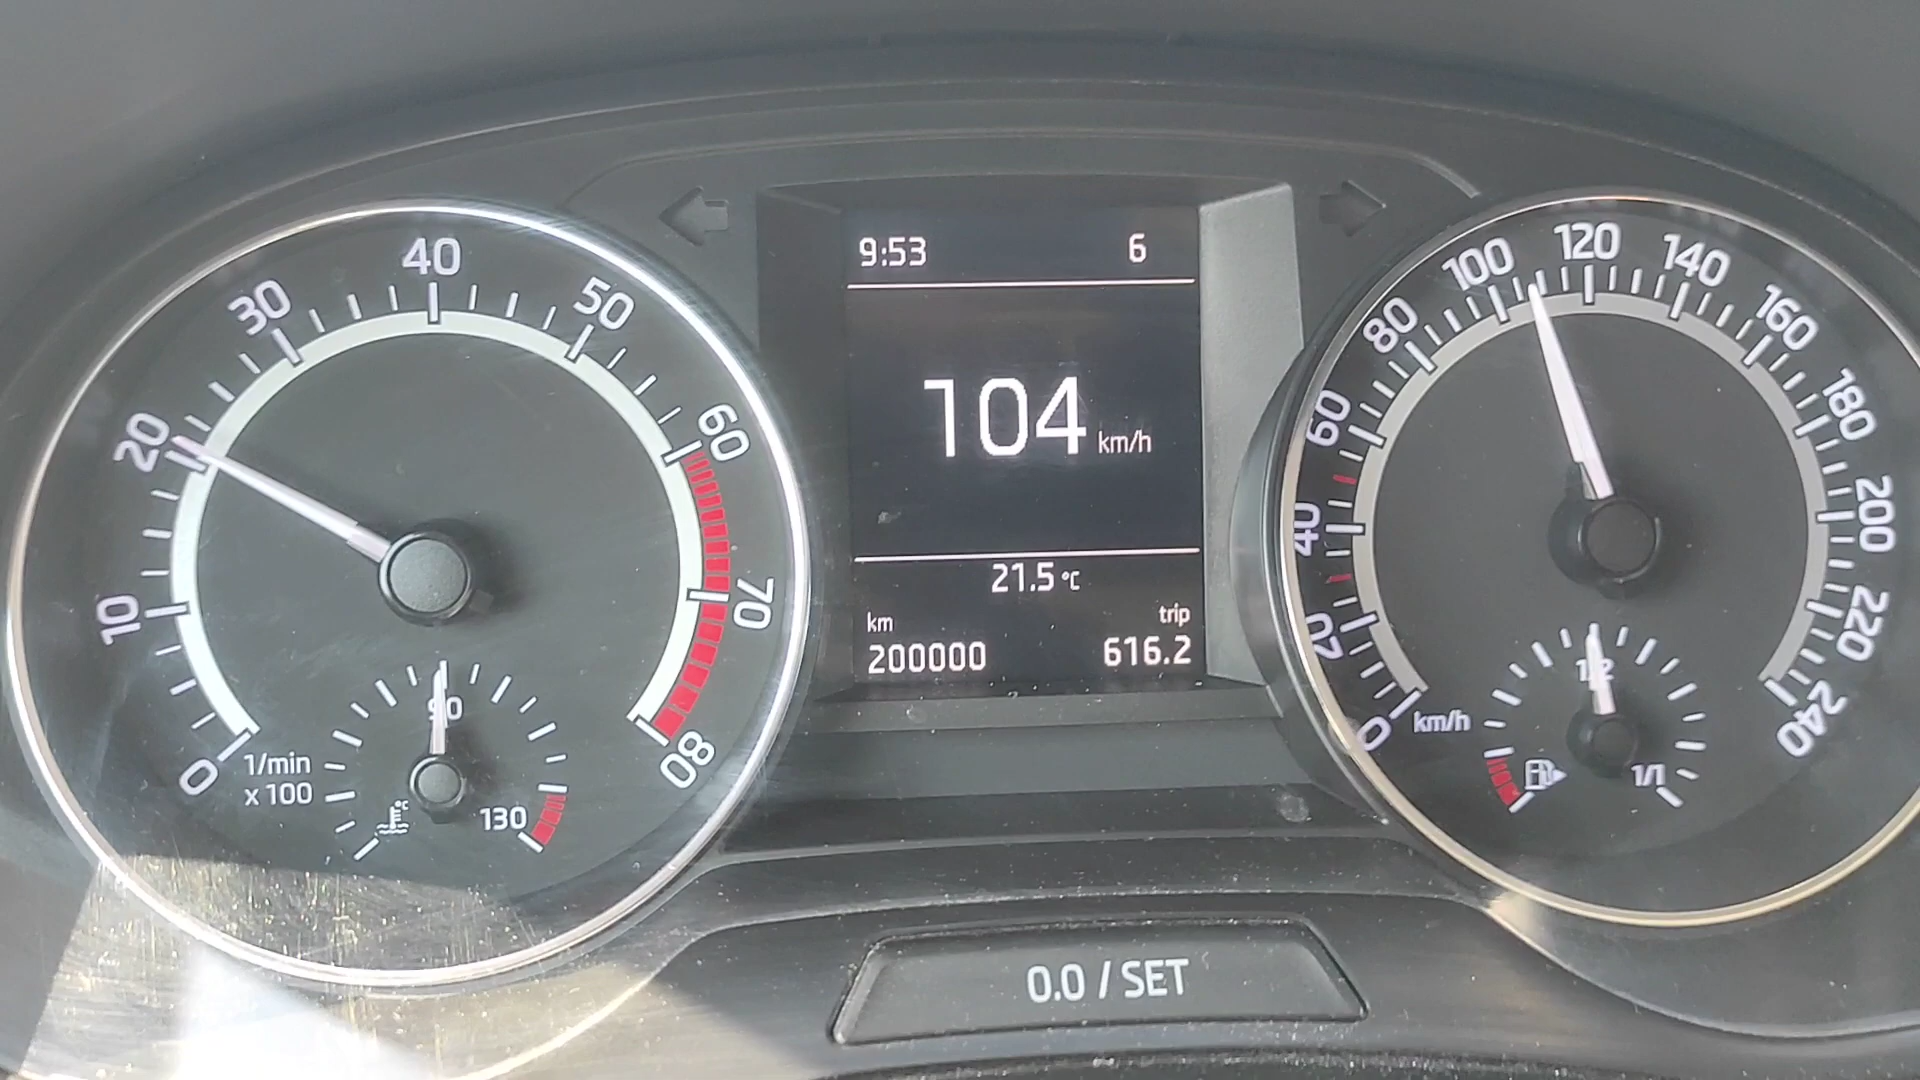 9:53 6
104 km/h
21.5 °C
km trip
200000 616.2
0 10 20 30 40 50 60 70 80
1/min
x 100
90
130
°C
0 20 40 60 80 100 120 140 160 180 200 220 240
km/h
1/2
1/1
0.0 / SET